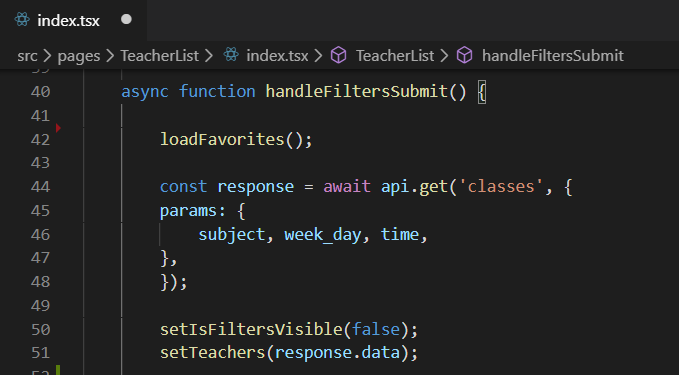 index.tsx
src > pages > TeacherList > index.tsx > TeacherList > handleFiltersSubmit
40 async function handleFiltersSubmit() {
41
42 loadFavorites();
43
44 const response = await api.get('classes', {
45 params: {
46 subject, week_day, time,
47 },
48 });
49
50 setIsFiltersVisible(false);
51 setTeachers(response.data);